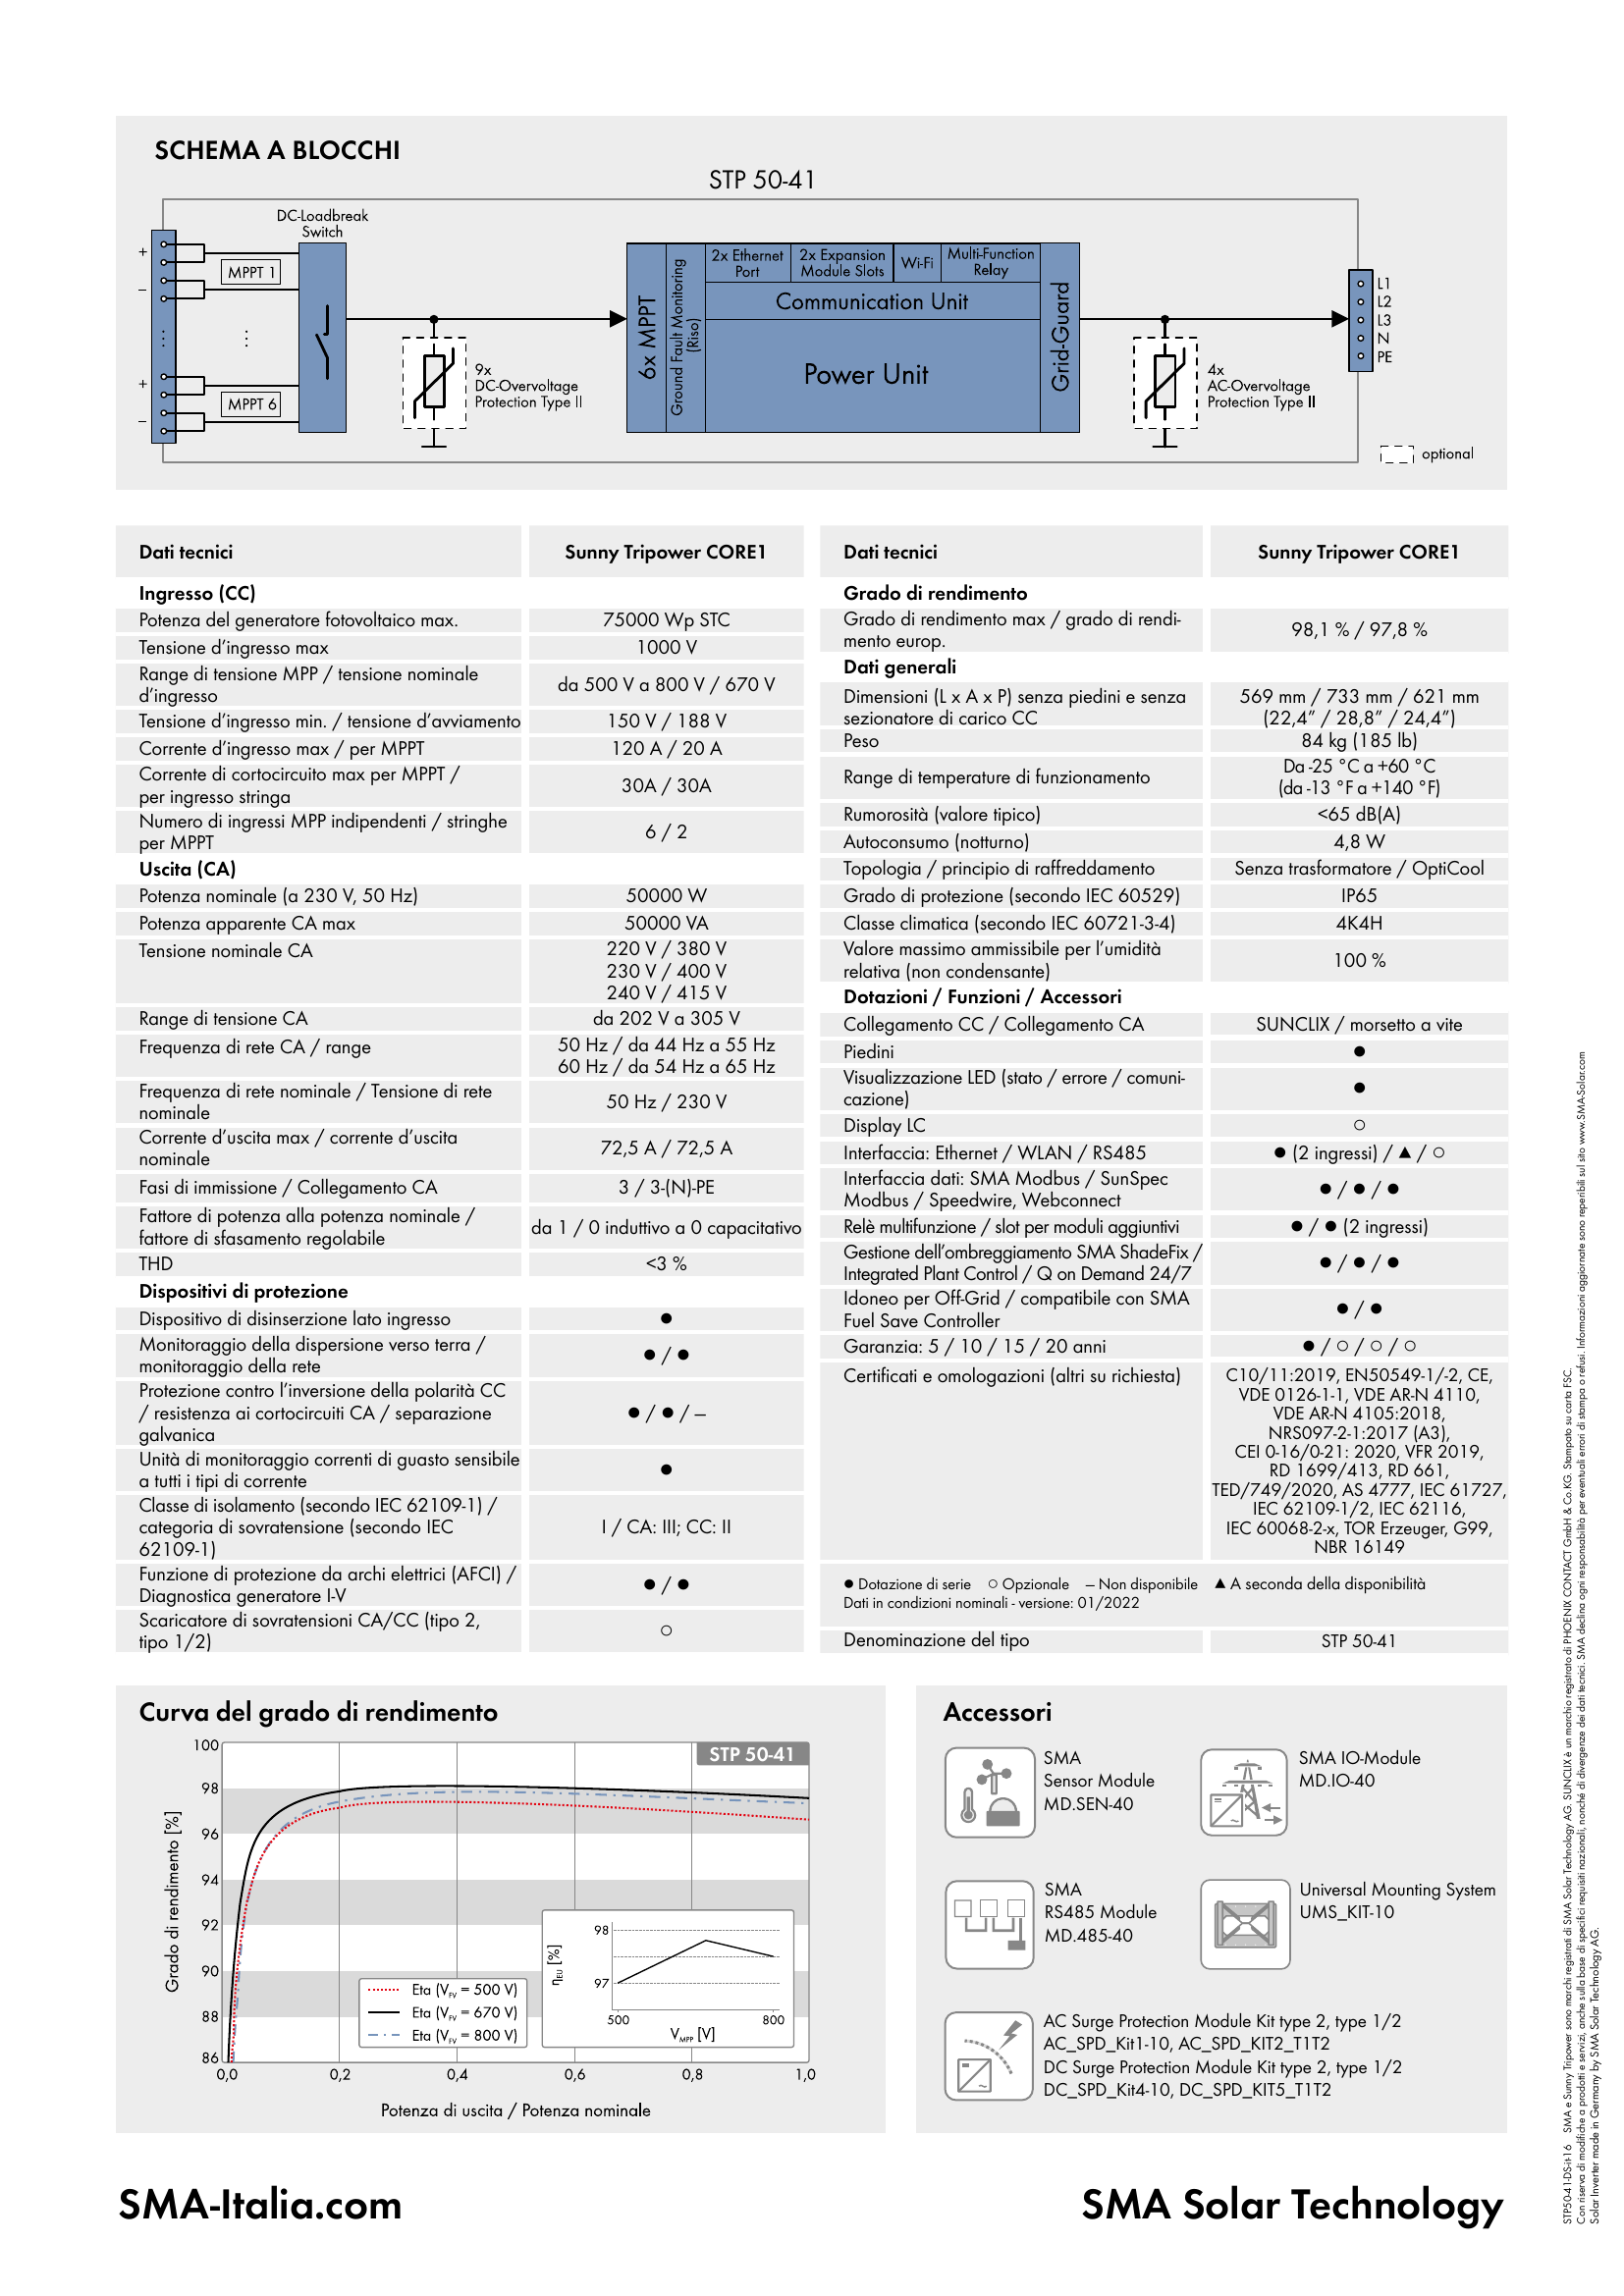 SCHEMA A BLOCCHI
STP 50-41
DC-Loadbreak
Switch
+
MPPT 1
–
+
MPPT 6
–
9x
DC-Overvoltage
Protection Type II
6x MPPT
Ground Fault Monitoring
(Riso)
2x Ethernet
Port
2x Expansion
Module Slots
Wi-Fi
Multi-Function
Relay
Communication Unit
Power Unit
Grid-Guard
4x
AC-Overvoltage
Protection Type II
L1
L2
L3
N
PE
optional
Dati tecnici Sunny Tripower CORE1
Ingresso (CC)
Potenza del generatore fotovoltaico max. 75000 Wp STC
Tensione d'ingresso max 1000 V
Range di tensione MPP / tensione nominale
d'ingresso da 500 V a 800 V / 670 V
Tensione d'ingresso min. / tensione d'avviamento 150 V / 188 V
Corrente d'ingresso max / per MPPT 120 A / 20 A
Corrente di cortocircuito max per MPPT /
per ingresso stringa 30A / 30A
Numero di ingressi MPP indipendenti / stringhe
per MPPT 6 / 2
Uscita (CA)
Potenza nominale (a 230 V, 50 Hz) 50000 W
Potenza apparente CA max 50000 VA
Tensione nominale CA 220 V / 380 V
230 V / 400 V
240 V / 415 V
Range di tensione CA da 202 V a 305 V
Frequenza di rete CA / range 50 Hz / da 44 Hz a 55 Hz
60 Hz / da 54 Hz a 65 Hz
Frequenza di rete nominale / Tensione di rete
nominale 50 Hz / 230 V
Corrente d'uscita max / corrente d'uscita
nominale 72,5 A / 72,5 A
Fasi di immissione / Collegamento CA 3 / 3-(N)-PE
Fattore di potenza alla potenza nominale /
fattore di sfasamento regolabile da 1 / 0 induttivo a 0 capacitativo
THD <3 %
Dispositivi di protezione
Dispositivo di disinserzione lato ingresso ●
Monitoraggio della dispersione verso terra /
monitoraggio della rete ● / ●
Protezione contro l'inversione della polarità CC
/ resistenza ai cortocircuiti CA / separazione
galvanica ● / ● / –
Unità di monitoraggio correnti di guasto sensibile
a tutti i tipi di corrente ●
Classe di isolamento (secondo IEC 62109-1) /
categoria di sovratensione (secondo IEC
62109-1) I / CA: III; CC: II
Funzione di protezione da archi elettrici (AFCI) /
Diagnostica generatore I-V ● / ●
Scaricatore di sovratensioni CA/CC (tipo 2,
tipo 1/2) ○
Dati tecnici Sunny Tripower CORE1
Grado di rendimento
Grado di rendimento max / grado di rendi-
mento europ. 98,1 % / 97,8 %
Dati generali
Dimensioni (L x A x P) senza piedini e senza
sezionatore di carico CC 569 mm / 733 mm / 621 mm
(22,4" / 28,8" / 24,4")
Peso 84 kg (185 lb)
Range di temperature di funzionamento Da -25 °C a +60 °C
(da -13 °F a +140 °F)
Rumorosità (valore tipico) <65 dB(A)
Autoconsumo (notturno) 4,8 W
Topologia / principio di raffreddamento Senza trasformatore / OptiCool
Grado di protezione (secondo IEC 60529) IP65
Classe climatica (secondo IEC 60721-3-4) 4K4H
Valore massimo ammissibile per l'umidità
relativa (non condensante) 100 %
Dotazioni / Funzioni / Accessori
Collegamento CC / Collegamento CA SUNCLIX / morsetto a vite
Piedini ●
Visualizzazione LED (stato / errore / comuni-
cazione) ●
Display LC ○
Interfaccia: Ethernet / WLAN / RS485 ● (2 ingressi) / ▲ / ○
Interfaccia dati: SMA Modbus / SunSpec
Modbus / Speedwire, Webconnect ● / ● / ●
Relè multifunzione / slot per moduli aggiuntivi ● / ● (2 ingressi)
Gestione dell'ombreggiamento SMA ShadeFix /
Integrated Plant Control / Q on Demand 24/7 ● / ● / ●
Idoneo per Off-Grid / compatibile con SMA
Fuel Save Controller ● / ●
Garanzia: 5 / 10 / 15 / 20 anni ● / ○ / ○ / ○
Certificati e omologazioni (altri su richiesta) C10/11:2019, EN50549-1/-2, CE,
VDE 0126-1-1, VDE AR-N 4110,
VDE AR-N 4105:2018,
NRS097-2-1:2017 (A3),
CEI 0-16/0-21: 2020, VFR 2019,
RD 1699/413, RD 661,
TED/749/2020, AS 4777, IEC 61727,
IEC 62109-1/2, IEC 62116,
IEC 60068-2-x, TOR Erzeuger, G99,
NBR 16149
● Dotazione di serie ○ Opzionale – Non disponibile ▲ A seconda della disponibilità
Dati in condizioni nominali - versione: 01/2022
Denominazione del tipo STP 50-41
Curva del grado di rendimento
STP 50-41
Grado di rendimento [%]
100
98
96
94
92
90
88
86
0,0 0,2 0,4 0,6 0,8 1,0
Potenza di uscita / Potenza nominale
Eta (VFV = 500 V)
Eta (VFV = 670 V)
Eta (VFV = 800 V)
ηEU [%]
98
97
500 800
VMPP [V]
Accessori
SMA
Sensor Module
MD.SEN-40
SMA IO-Module
MD.IO-40
SMA
RS485 Module
MD.485-40
Universal Mounting System
UMS_KIT-10
AC Surge Protection Module Kit type 2, type 1/2
AC_SPD_Kit1-10, AC_SPD_KIT2_T1T2
DC Surge Protection Module Kit type 2, type 1/2
DC_SPD_Kit4-10, DC_SPD_KIT5_T1T2
SMA-Italia.com
SMA Solar Technology
STP50-41-DS-it-16 SMA e Sunny Tripower sono marchi registrati di SMA Solar Technology AG. SUNCLIX è un marchio registrato di PHOENIX CONTACT GmbH & Co.KG. Stampato su carta FSC.
Con riserva di modifiche a prodotti e servizi, anche sulla base di specifici requisiti nazionali, nonché di divergenze dei dati tecnici. SMA declina ogni responsabilità per eventuali errori di stampa o refusi. Informazioni aggiornate sono reperibili sul sito www.SMA-Solar.com
Solar Inverter made in Germany by SMA Solar Technology AG.